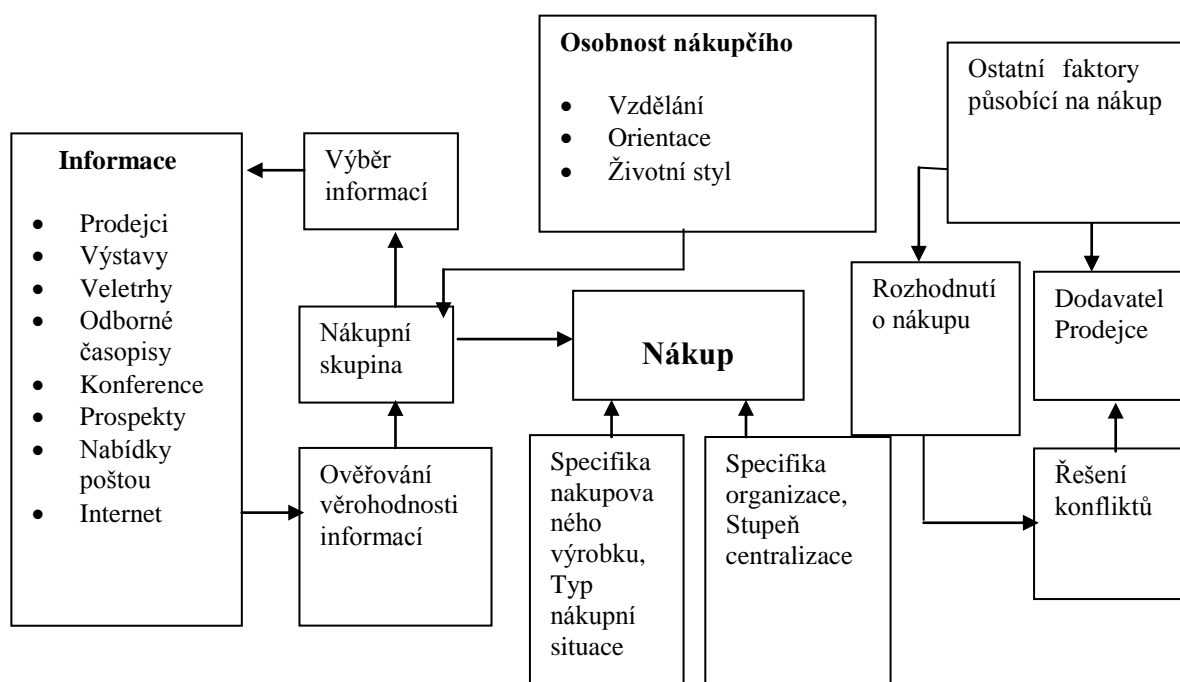 Informace
Prodejci
Výstavy
Veletrhy
Odborné
časopisy
Konference
Prospekty
Nabídky
poštou
Internet
Výběr
informací
Nákupní
skupina
Ověřování
věrohodnosti
informací
Osobnost nákupčího
Vzdělání
Orientace
Životní styl
Nákup
Specifika
nakupova
ného
výrobku,
Typ
nákupní
situace
Specifika
organizace,
Stupeň
centralizace
Ostatní faktory
působící na nákup
Rozhodnutí
o nákupu
Dodavatel
Prodejce
Řešení
konfliktů